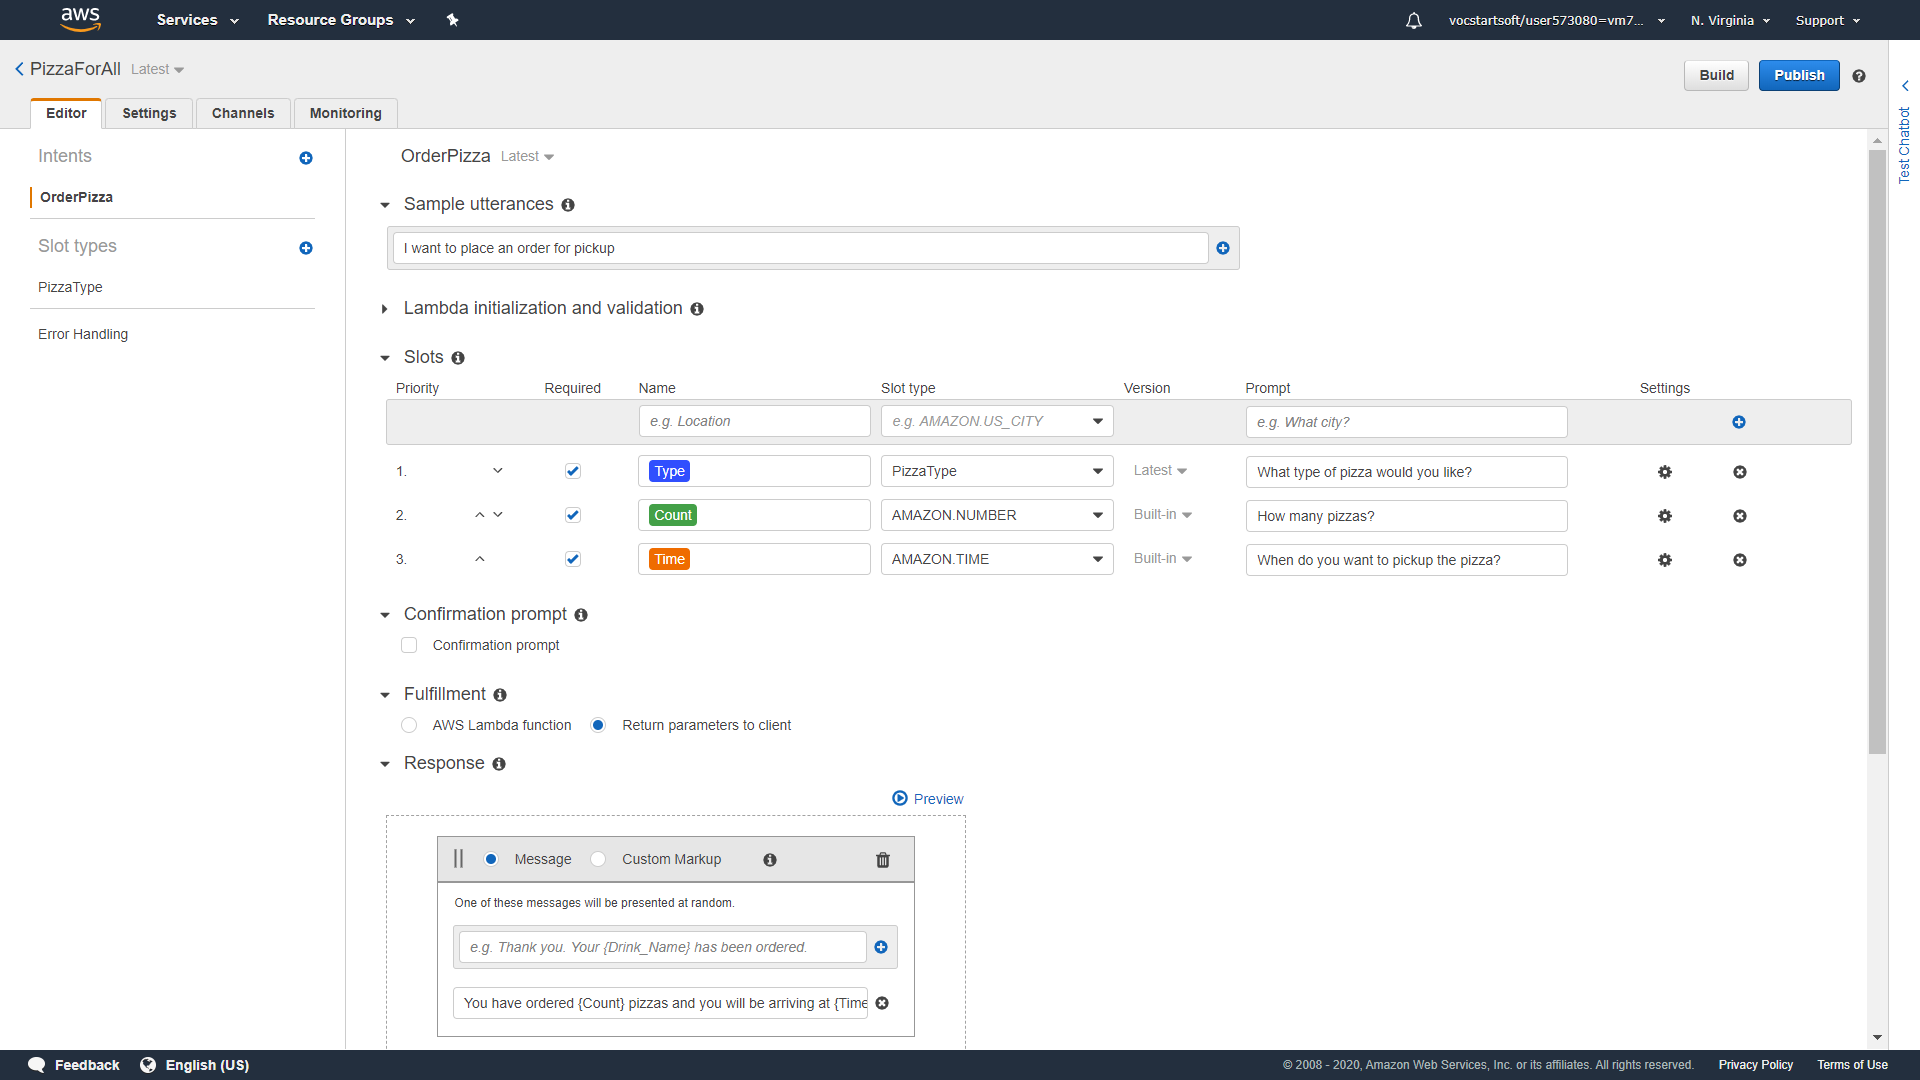 aws Services Resource Groups vocstartsoft/user573080=vm7... N. Virginia Support
PizzaForAll Latest
Build Publish
Editor Settings Channels Monitoring
Test Chatbot
Intents
OrderPizza
Slot types
PizzaType
Error Handling
OrderPizza Latest
Sample utterances
I want to place an order for pickup
Lambda initialization and validation
Slots
Priority Required Name Slot type Version Prompt Settings
e.g. Location e.g. AMAZON.US_CITY e.g. What city?
1. Type PizzaType Latest What type of pizza would you like?
2. Count AMAZON.NUMBER Built-in How many pizzas?
3. Time AMAZON.TIME Built-in When do you want to pickup the pizza?
Confirmation prompt
Confirmation prompt
Fulfillment
AWS Lambda function Return parameters to client
Response
Preview
Message Custom Markup
One of these messages will be presented at random.
e.g. Thank you. Your {Drink_Name} has been ordered.
You have ordered {Count} pizzas and you will be arriving at {Time
Feedback English (US) © 2008 - 2020, Amazon Web Services, Inc. or its affiliates. All rights reserved. Privacy Policy Terms of Use